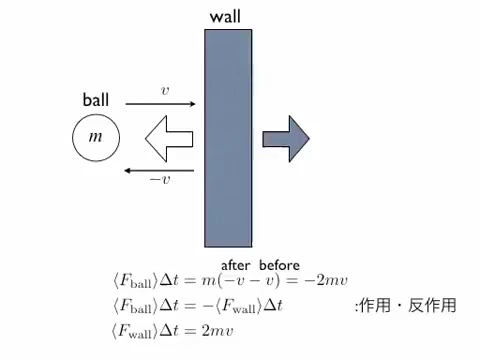 wall
ball
v
m
−v
after before
⟨F_ball⟩Δt = m(−v − v) = −2mv
⟨F_ball⟩Δt = −⟨F_wall⟩Δt :作用・反作用
⟨F_wall⟩Δt = 2mv